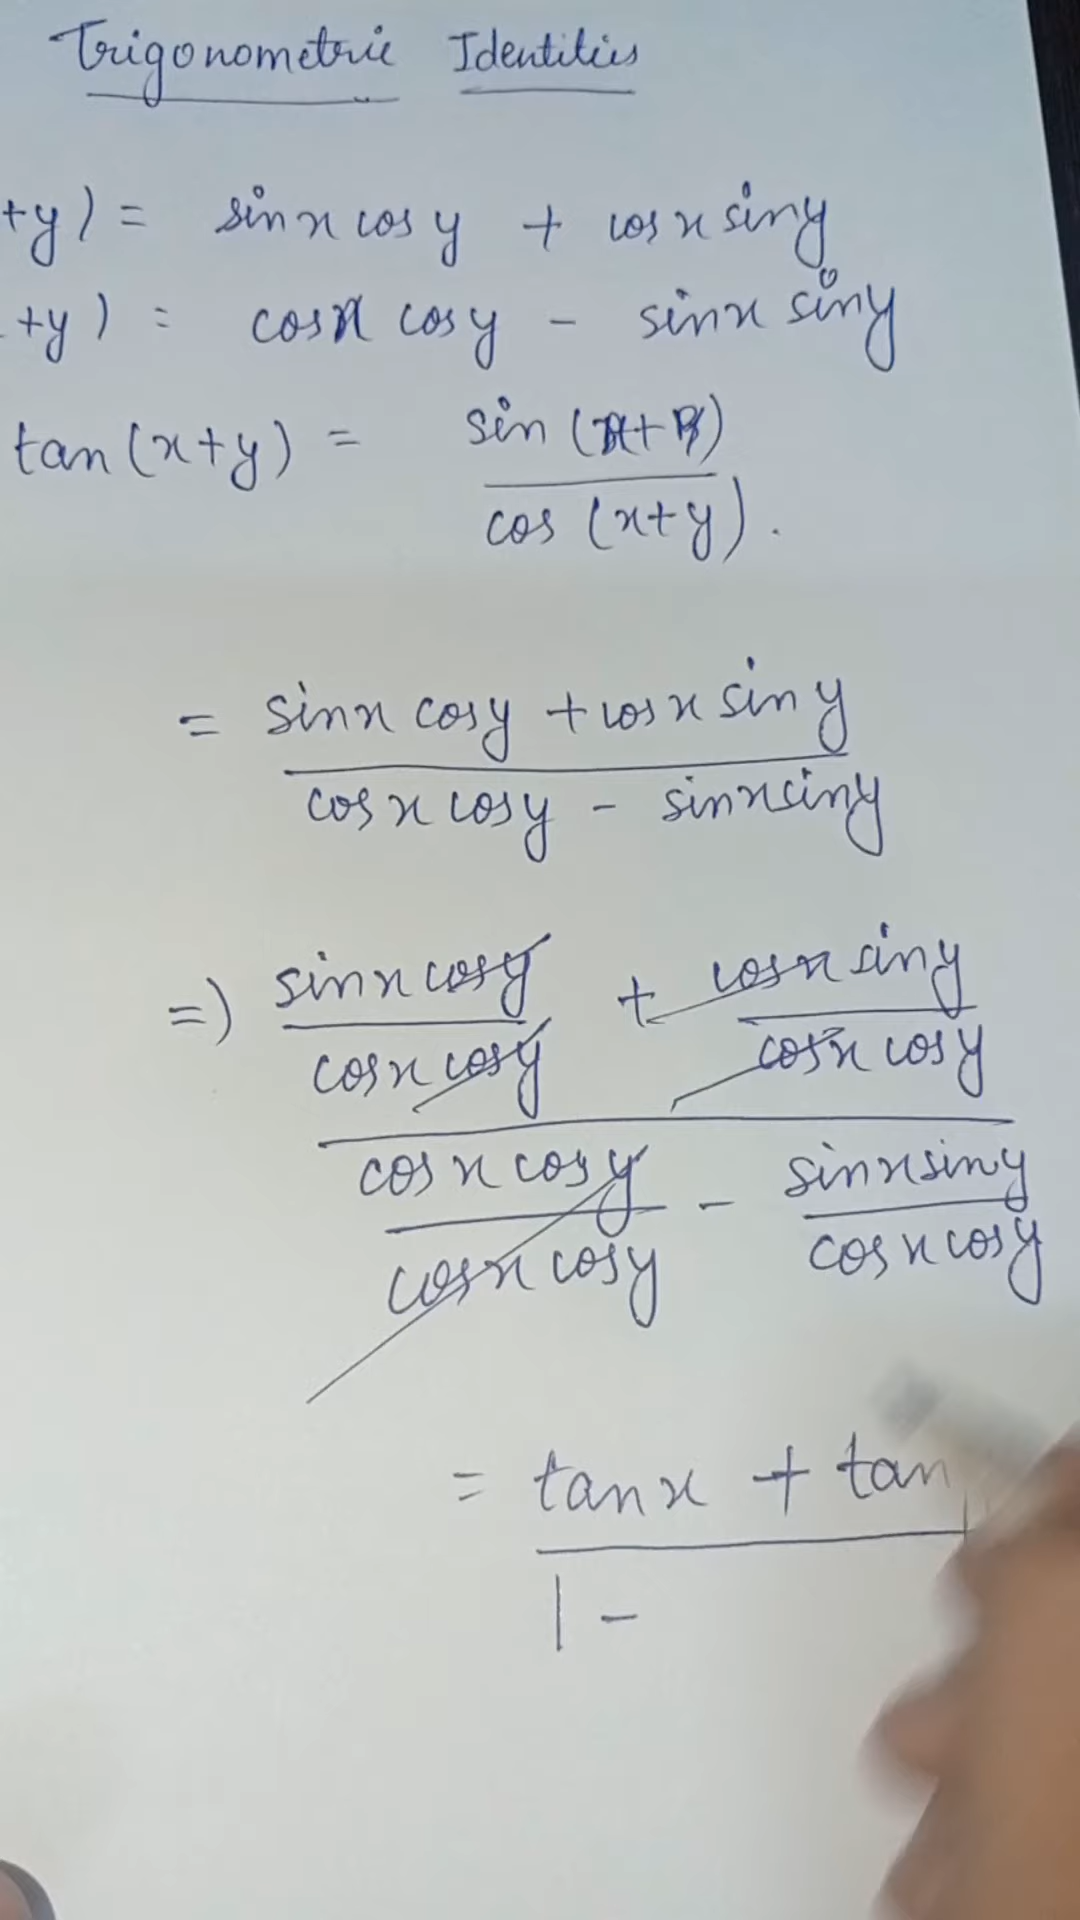 Trigonometric Identities
+y) = sinx cosy + cosx siny
+y) = cosx cosy - sinx siny
tan(x+y) = sin(x+y)
cos(x+y).
= sinx cosy + cosx siny
cosx cosy - sinx siny
=) sinx cosy + cosx siny
cosx cosy cosx cosy
cosx cosy - sinx siny
cosx cosy cosx cosy
= tanx + tan
1 -